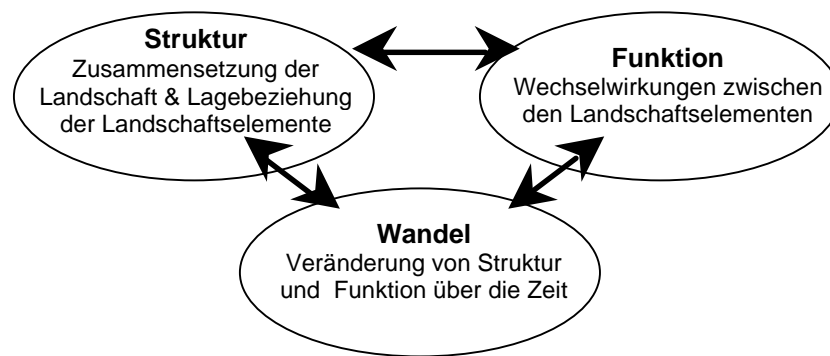 Struktur
Zusammensetzung der
Landschaft & Lagebeziehung
der Landschaftselemente
Funktion
Wechselwirkungen zwischen
den Landschaftselementen
Wandel
Veränderung von Struktur
und Funktion über die Zeit